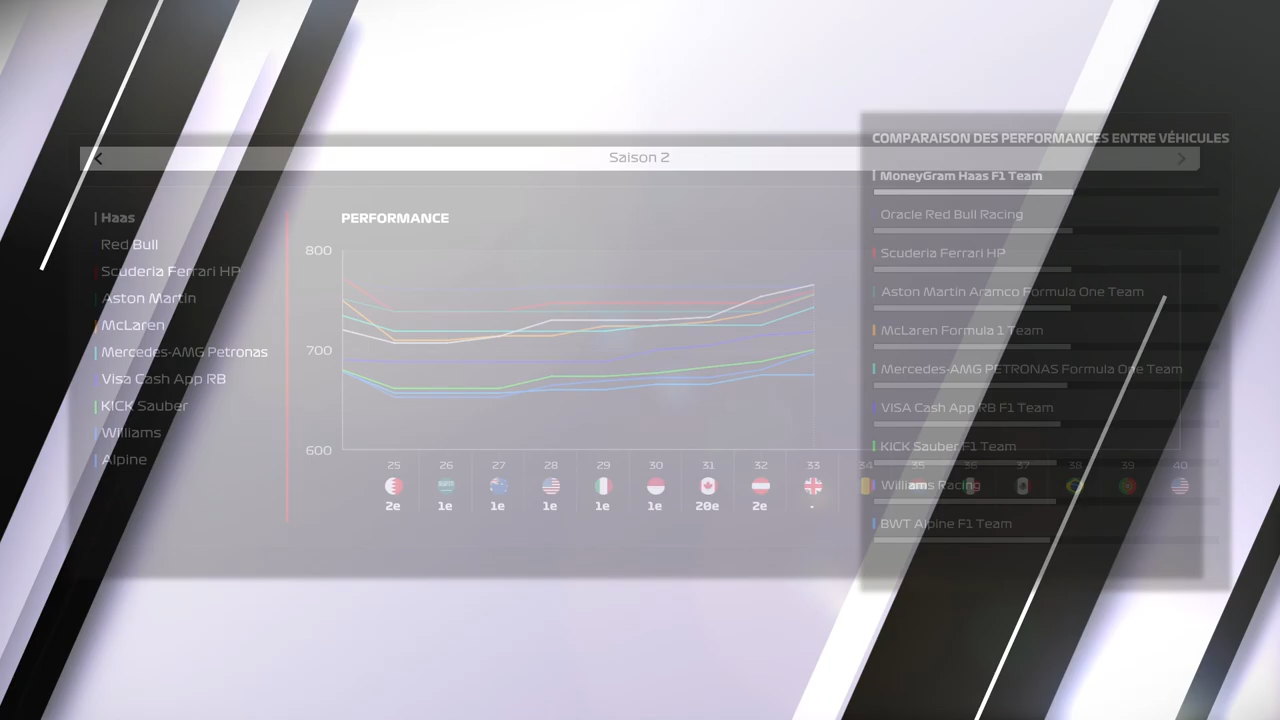 COMPARAISON DES PERFORMANCES ENTRE VÉHICULES
Saison 2
MoneyGram Haas F1 Team
Oracle Red Bull Racing
Scuderia Ferrari HP
Aston Martin Aramco Formula One Team
McLaren Formula 1 Team
Mercedes-AMG PETRONAS Formula One Team
VISA Cash App RB F1 Team
KICK Sauber F1 Team
Williams Racing
BWT Alpine F1 Team
Haas
Red Bull
Scuderia Ferrari HP
Aston Martin
McLaren
Mercedes-AMG Petronas
Visa Cash App RB
KICK Sauber
Williams
Alpine
PERFORMANCE
800
700
600
25 26 27 28 29 30 31 32 33 34 35 36 37 38 39 40
2e 1e 1e 1e 1e 1e 20e 2e -